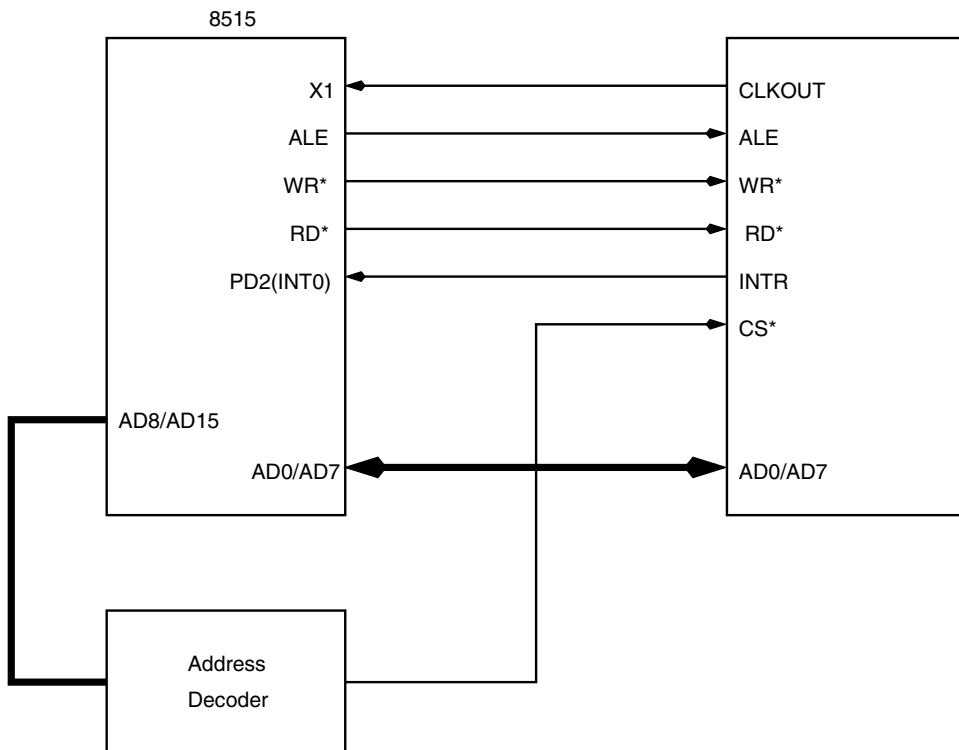 8515
X1
ALE
WR*
RD*
PD2(INT0)
AD8/AD15
AD0/AD7
CLKOUT
ALE
WR*
RD*
INTR
CS*
AD0/AD7
Address
Decoder